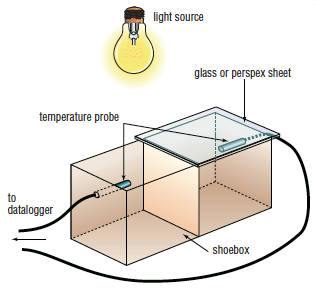 light source
glass or perspex sheet
temperature probe
to
datalogger
shoebox